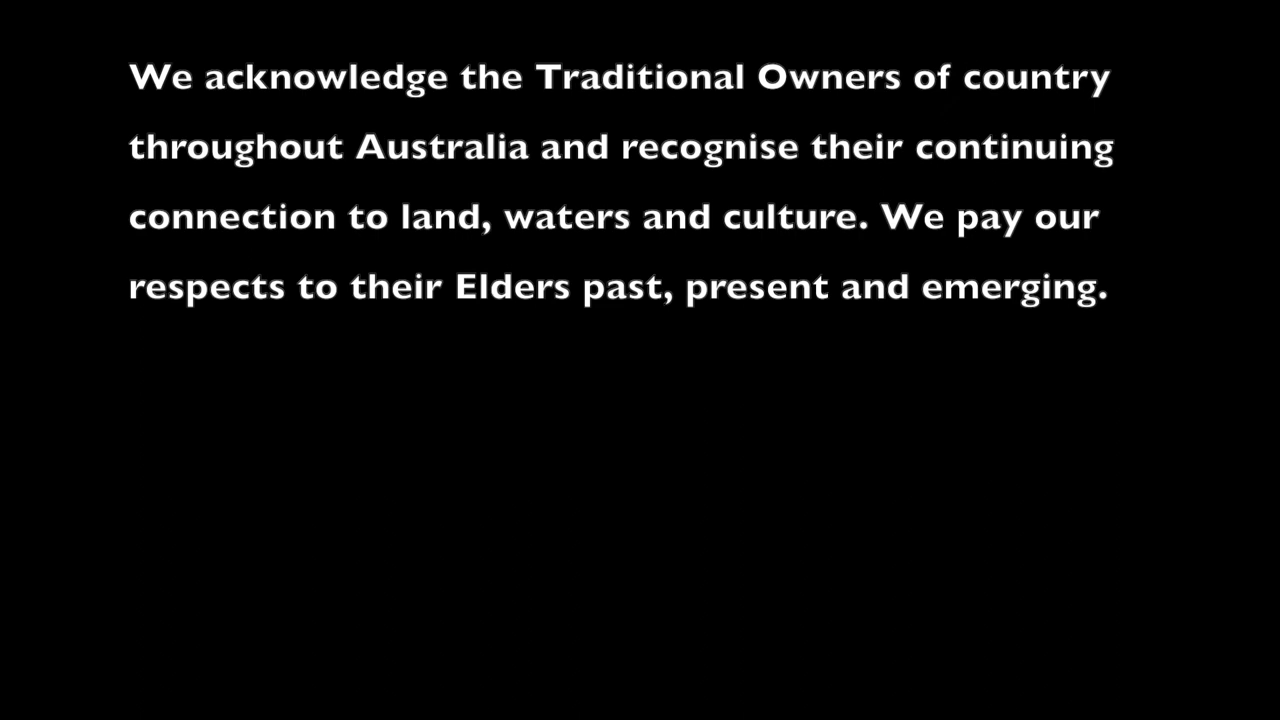 We acknowledge the Traditional Owners of country
throughout Australia and recognise their continuing
connection to land, waters and culture. We pay our
respects to their Elders past, present and emerging.